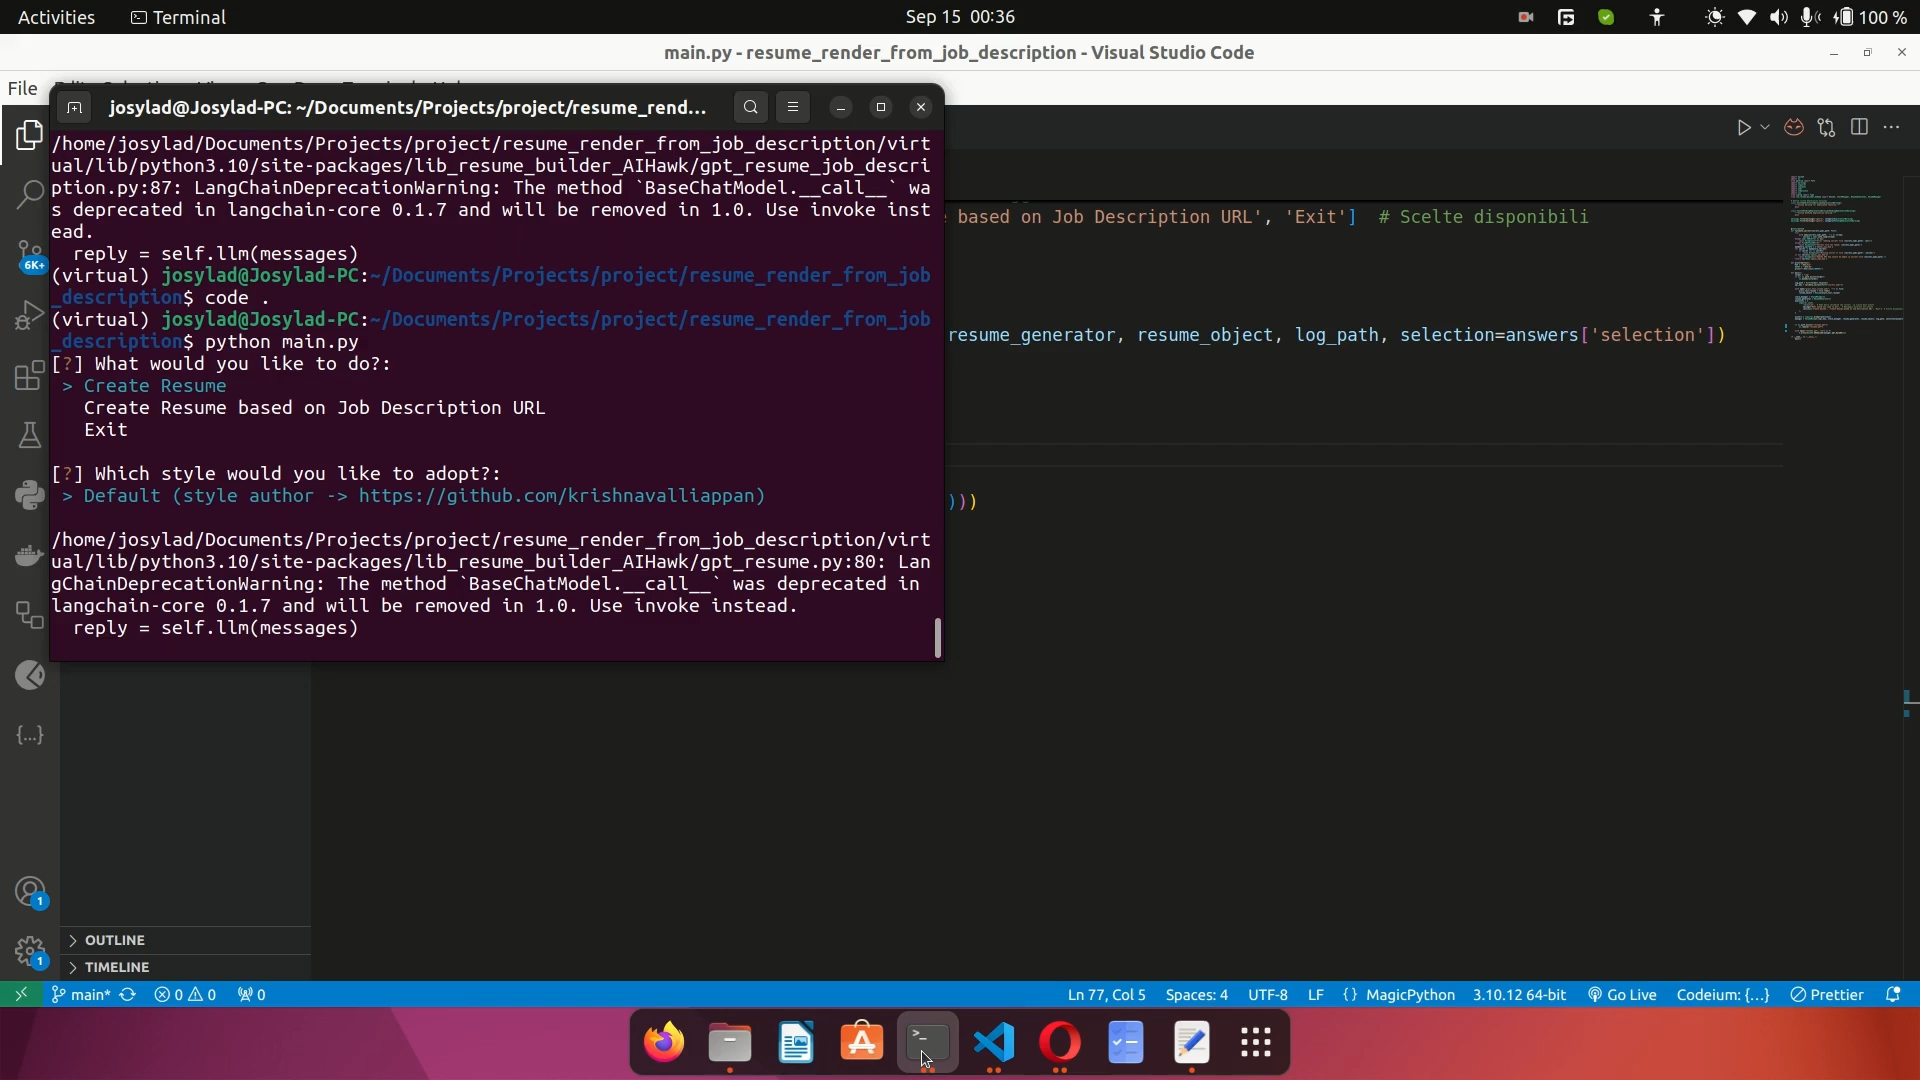 Activities
Terminal
Sep 15 00:36
100 %
main.py - resume_render_from_job_description - Visual Studio Code
File
josylad@Josylad-PC: ~/Documents/Projects/project/resume_rend...
/home/josylad/Documents/Projects/project/resume_render_from_job_description/virt
ual/lib/python3.10/site-packages/lib_resume_builder_AIHawk/gpt_resume_job_descri
ption.py:87: LangChainDeprecationWarning: The method `BaseChatModel.__call__` wa
s deprecated in langchain-core 0.1.7 and will be removed in 1.0. Use invoke inst
ead.
reply = self.llm(messages)
(virtual) josylad@Josylad-PC:~/Documents/Projects/project/resume_render_from_job
_description$ code .
(virtual) josylad@Josylad-PC:~/Documents/Projects/project/resume_render_from_job
_description$ python main.py
[?] What would you like to do?:
> Create Resume
Create Resume based on Job Description URL
Exit
[?] Which style would you like to adopt?:
> Default (style author -> https://github.com/krishnavalliappan)
/home/josylad/Documents/Projects/project/resume_render_from_job_description/virt
ual/lib/python3.10/site-packages/lib_resume_builder_AIHawk/gpt_resume.py:80: Lan
gChainDeprecationWarning: The method `BaseChatModel.__call__` was deprecated in
langchain-core 0.1.7 and will be removed in 1.0. Use invoke instead.
reply = self.llm(messages)
based on Job Description URL', 'Exit'] # Scelte disponibili
resume_generator, resume_object, log_path, selection=answers['selection'])
)))
6K+
1
1
OUTLINE
TIMELINE
main*
0 0
0
Ln 77, Col 5
Spaces: 4
UTF-8
LF
{ } MagicPython
3.10.12 64-bit
Go Live
Codeium: {...}
Prettier